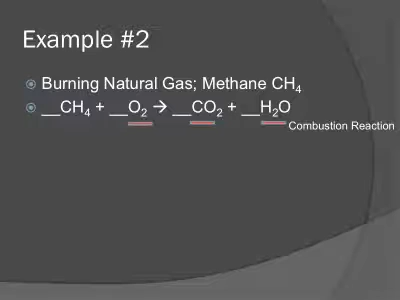 Example #2
Burning Natural Gas; Methane CH₄
__CH₄ + __O₂ → __CO₂ + __H₂O
Combustion Reaction